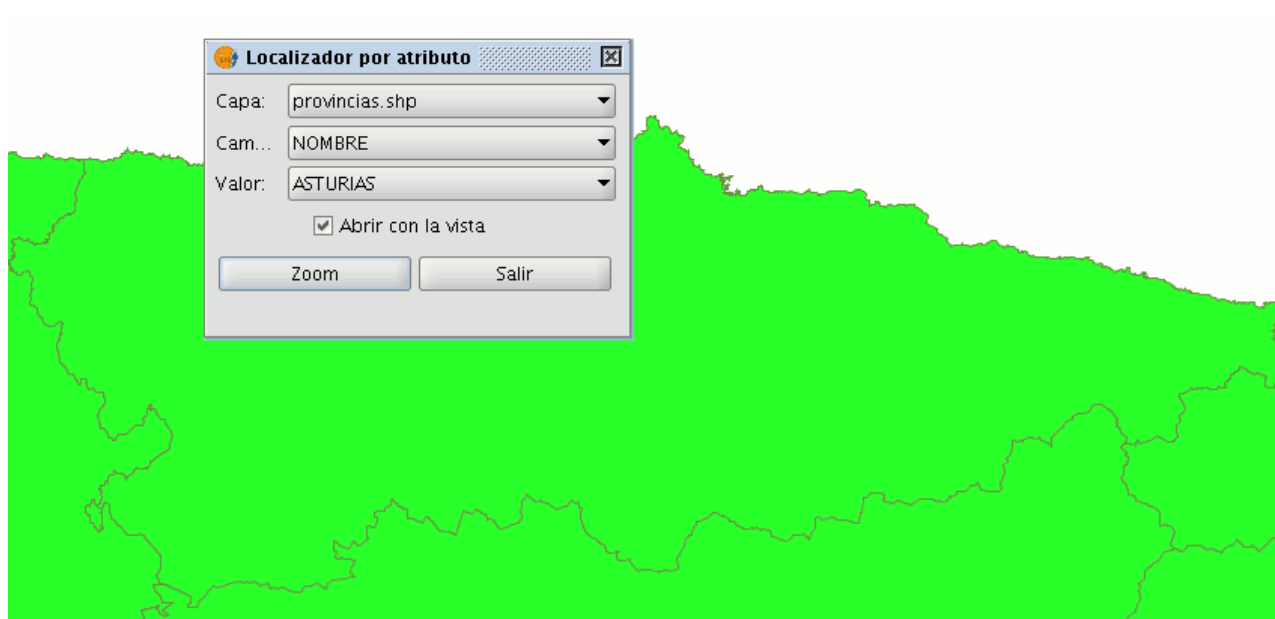 Localizador por atributo
Capa: provincias.shp
Cam... NOMBRE
Valor: ASTURIAS
Abrir con la vista
Zoom Salir